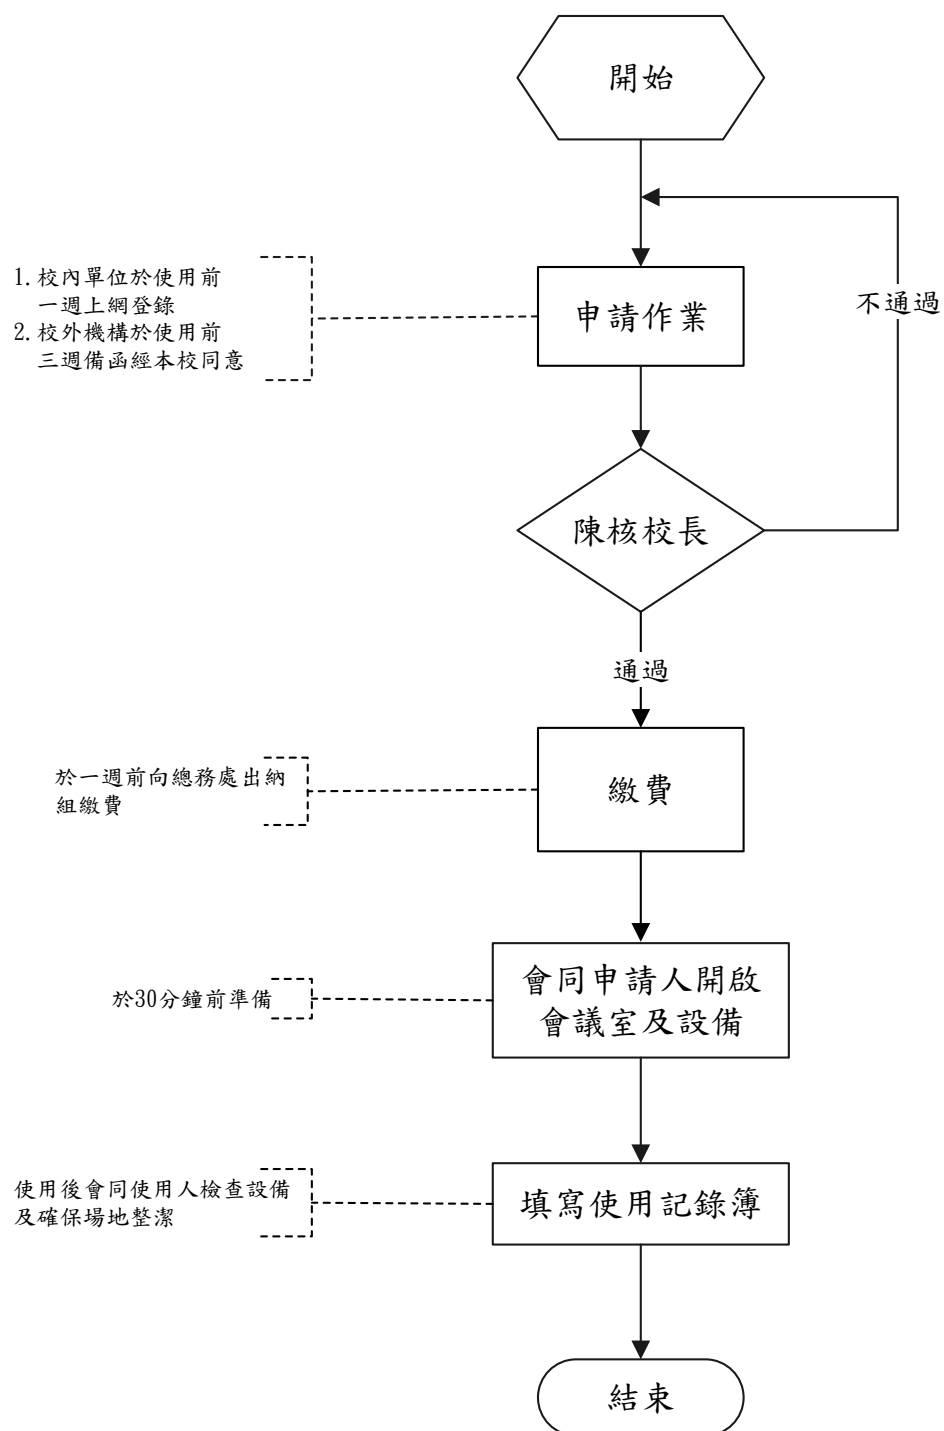 開始
1. 校內單位於使用前
一週上網登錄
2. 校外機構於使用前
三週備函經本校同意
申請作業
不通過
陳核校長
通過
於一週前向總務處出納
組繳費
繳費
於30分鐘前準備
會同申請人開啟
會議室及設備
使用後會同使用人檢查設備
及確保場地整潔
填寫使用記錄簿
結束